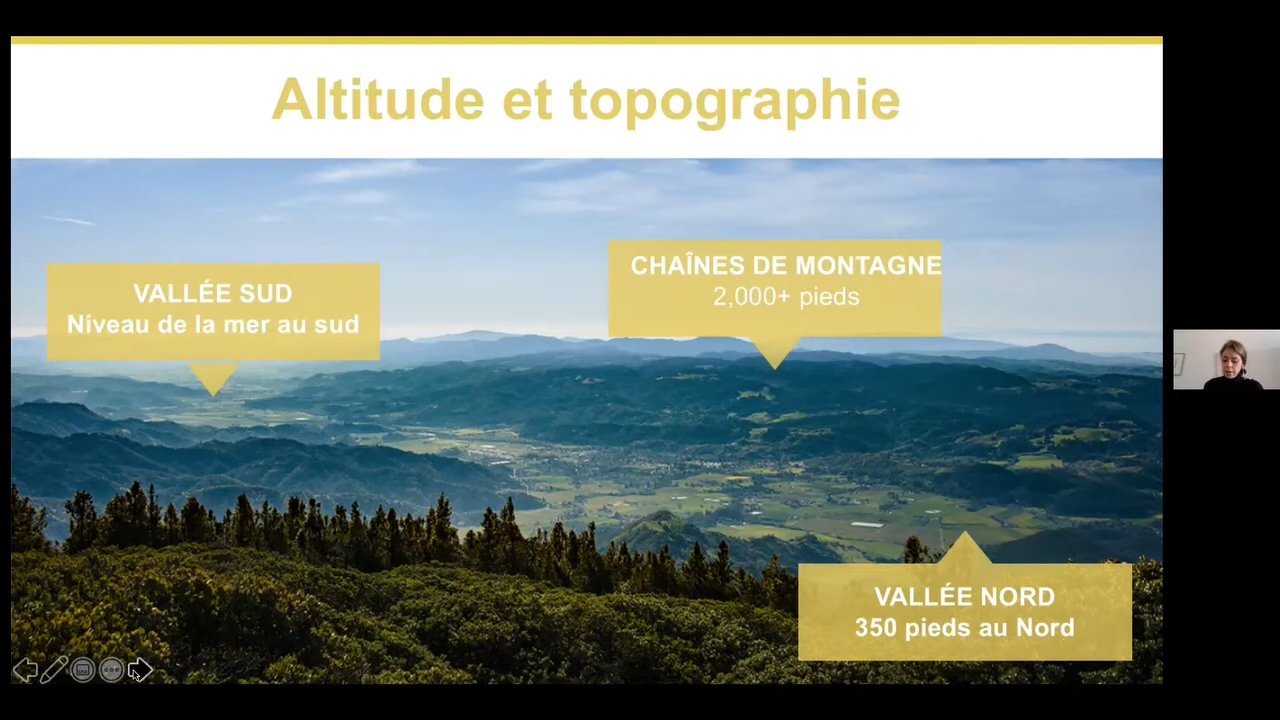 Altitude et topographie
CHAÎNES DE MONTAGNE
2,000+ pieds
VALLÉE SUD
Niveau de la mer au sud
VALLÉE NORD
350 pieds au Nord